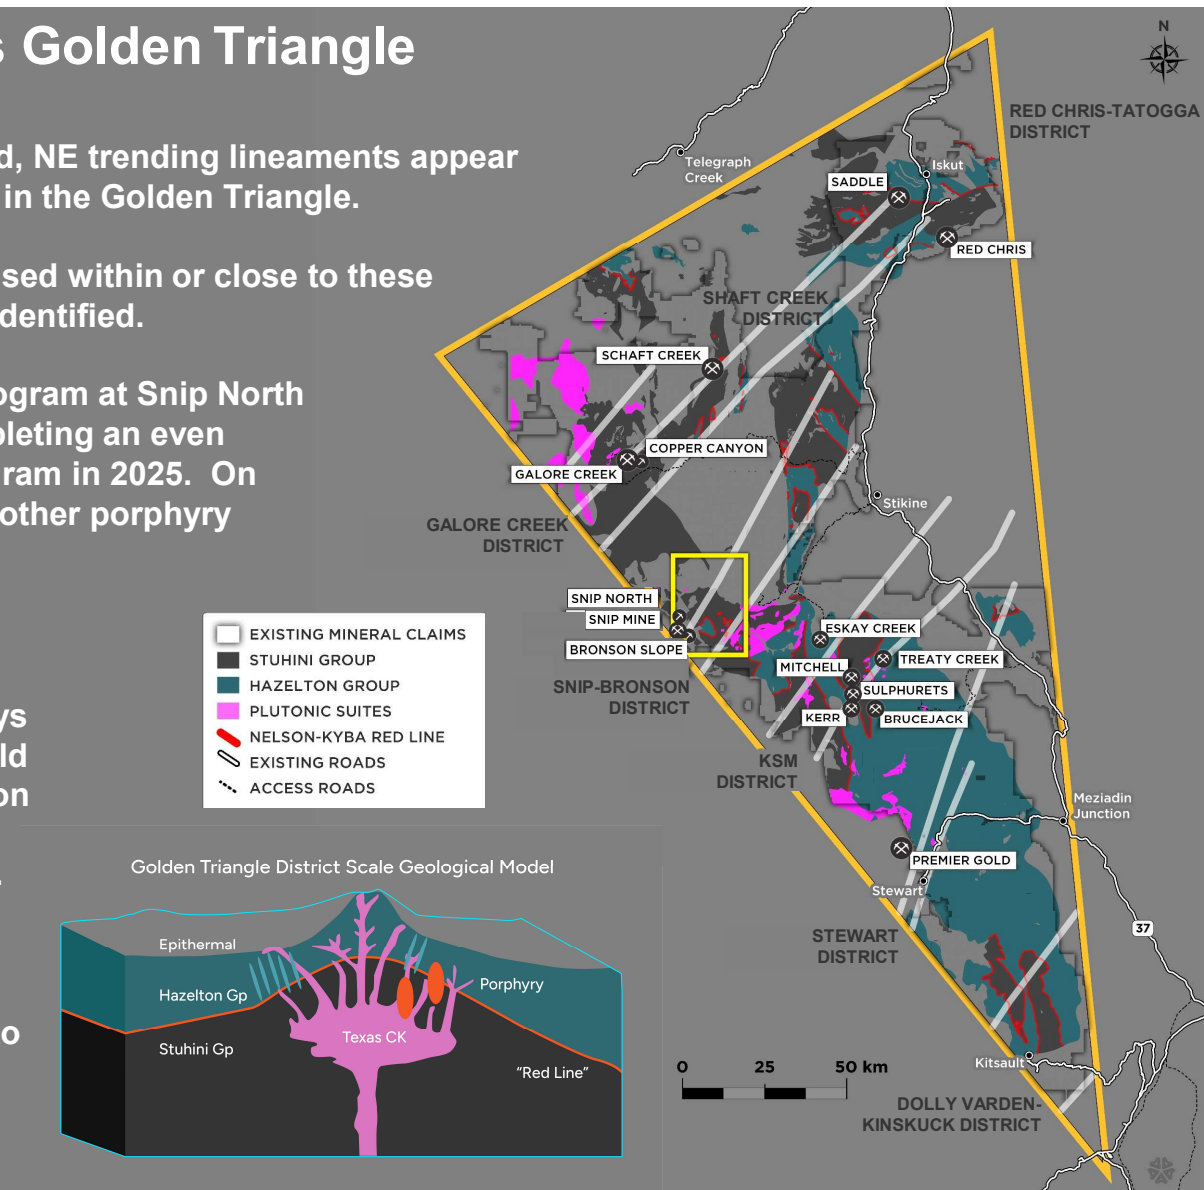 s Golden Triangle
d, NE trending lineaments appear
in the Golden Triangle.
sed within or close to these
dentified.
ogram at Snip North
pleting an even
gram in 2025. On
other porphyry
ys
ld
on
o
EXISTING MINERAL CLAIMS
STUHINI GROUP
HAZELTON GROUP
PLUTONIC SUITES
NELSON-KYBA RED LINE
EXISTING ROADS
ACCESS ROADS
Golden Triangle District Scale Geological Model
Epithermal
Hazelton Gp
Porphyry
Texas CK
Stuhini Gp
"Red Line"
N
RED CHRIS-TATOGGA
DISTRICT
Telegraph
Creek
Iskut
SADDLE
RED CHRIS
SHAFT CREEK
DISTRICT
SCHAFT CREEK
COPPER CANYON
GALORE CREEK
Stikine
GALORE CREEK
DISTRICT
SNIP NORTH
SNIP MINE
BRONSON SLOPE
ESKAY CREEK
TREATY CREEK
MITCHELL
SULPHURETS
KERR
BRUCEJACK
SNIP-BRONSON
DISTRICT
KSM
DISTRICT
Meziadin
Junction
PREMIER GOLD
Stewart
STEWART
DISTRICT
37
Kitsault
0 25 50 km
DOLLY VARDEN-
KINSKUCK DISTRICT